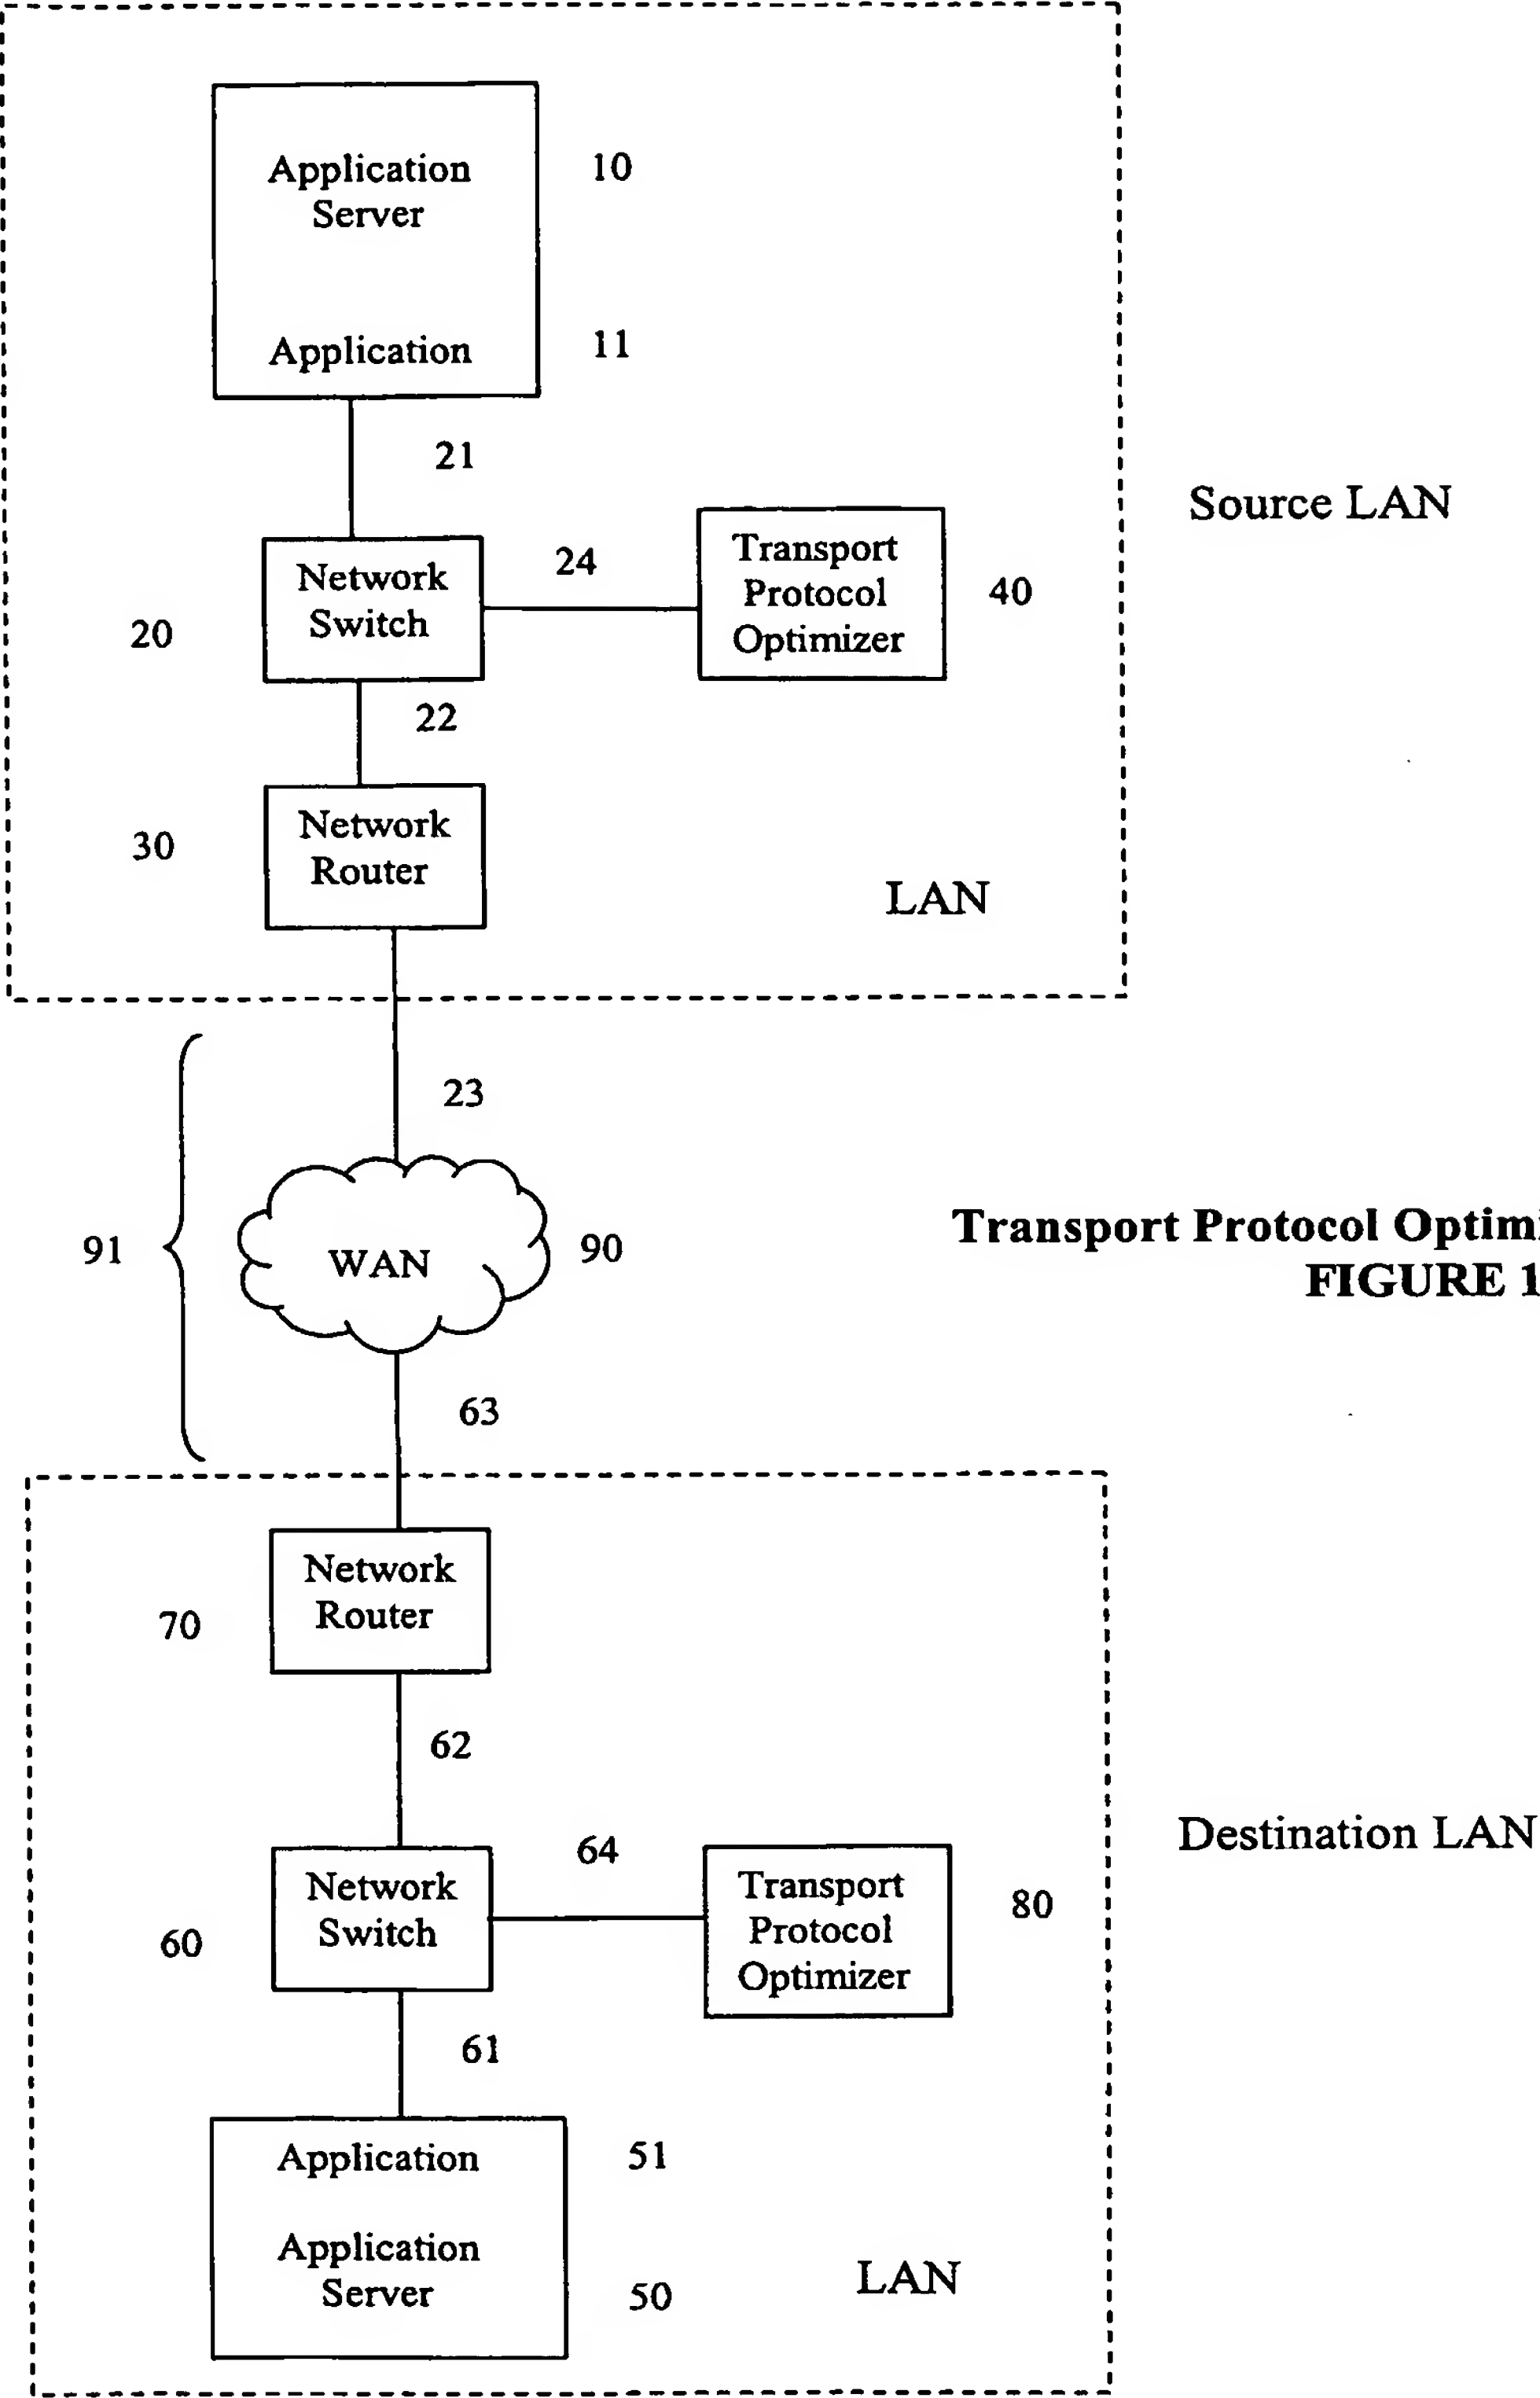 Application
Server
10
Application
11
21
Source LAN
Network
Switch
20
24
Transport
Protocol
Optimizer
40
22
Network
Router
30
LAN
23
91
WAN
90
Transport Protocol Optimi
FIGURE 1
63
Network
Router
70
62
Destination LAN
Network
Switch
60
64
Transport
Protocol
Optimizer
80
61
Application
51
Application
Server
50
LAN